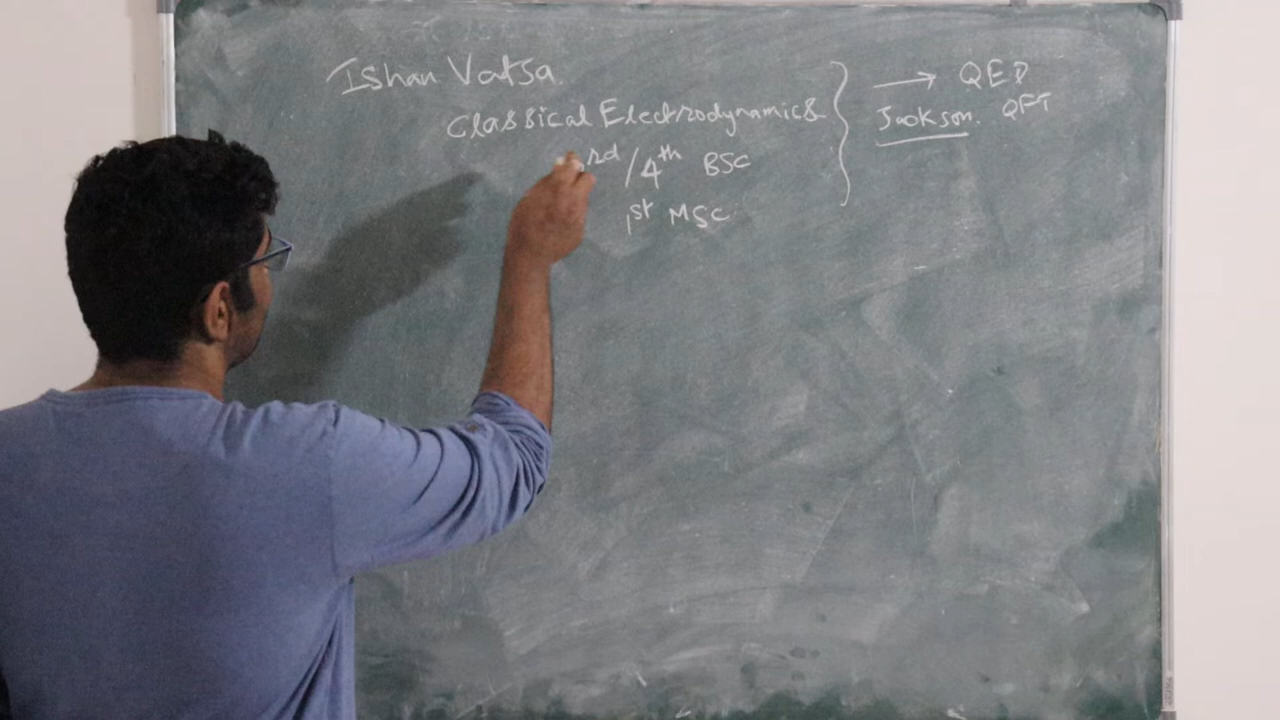 Ishan Vatsa.
Classical Electrodynamics
rd / 4th BSC
1st MSC
→ QED
Jackson. QFT